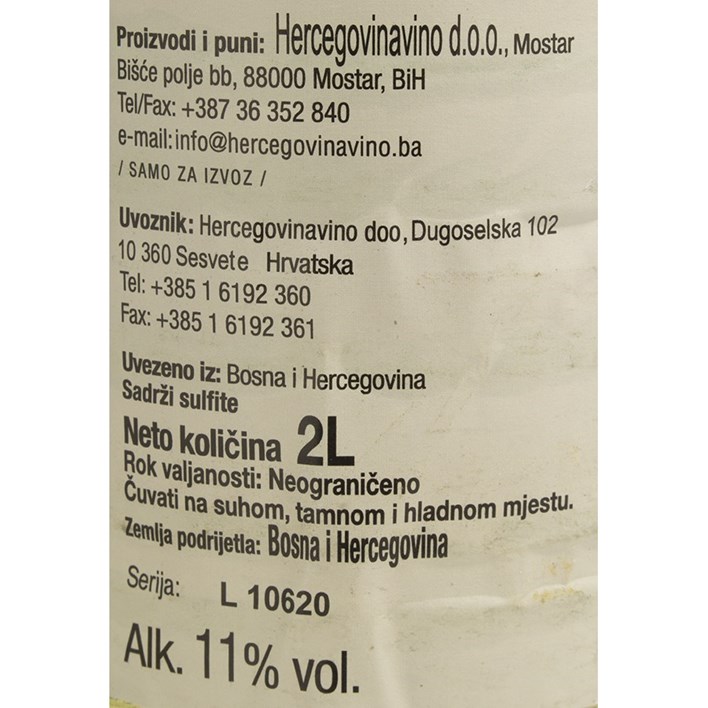 Proizvodi i puni: Hercegovinavino d.o.o., Mostar
Bišće polje bb, 88000 Mostar, BiH
Tel/Fax: +387 36 352 840
e-mail:info@hercegovinavino.ba
/ SAMO ZA IZVOZ /
Uvoznik: Hercegovinavino doo, Dugoselska 102
10 360 Sesvete Hrvatska
Tel: +385 1 6192 360
Fax: +385 1 6192 361
Uvezeno iz: Bosna i Hercegovina
Sadrži sulfite
Neto količina 2L
Rok valjanosti: Neograničeno
Čuvati na suhom, tamnom i hladnom mjestu.
Zemlja podrijetla: Bosna i Hercegovina
Serija: L 10620
Alk. 11% vol.